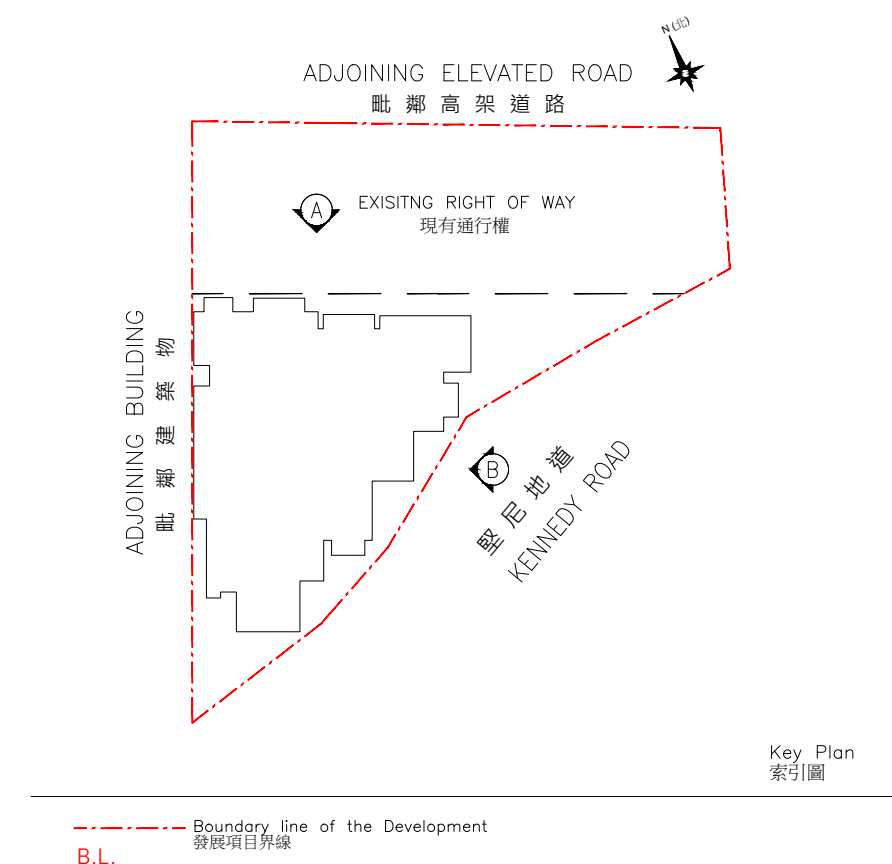 N(北)
ADJOINING ELEVATED ROAD
毗鄰高架道路
A
EXISITNG RIGHT OF WAY
現有通行權
ADJOINING BUILDING
毗鄰建築物
B
堅尼地道
KENNEDY ROAD
Key Plan
索引圖
Boundary line of the Development
發展項目界線
B.L.